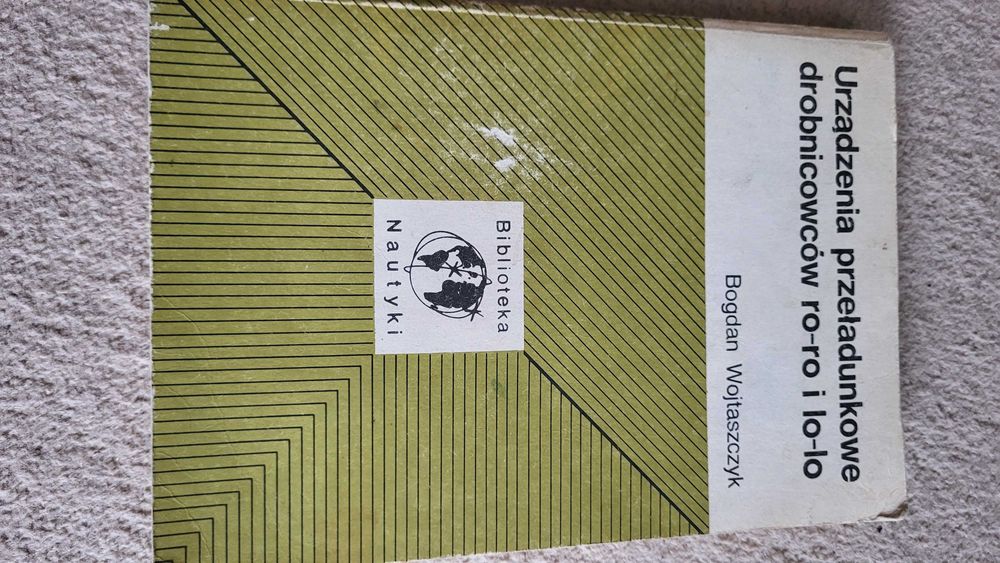 Urządzenia przeładunkowe
drobnicowców ro-ro i lo-lo
Bogdan Wojtaszczyk
Biblioteka
Nautyki